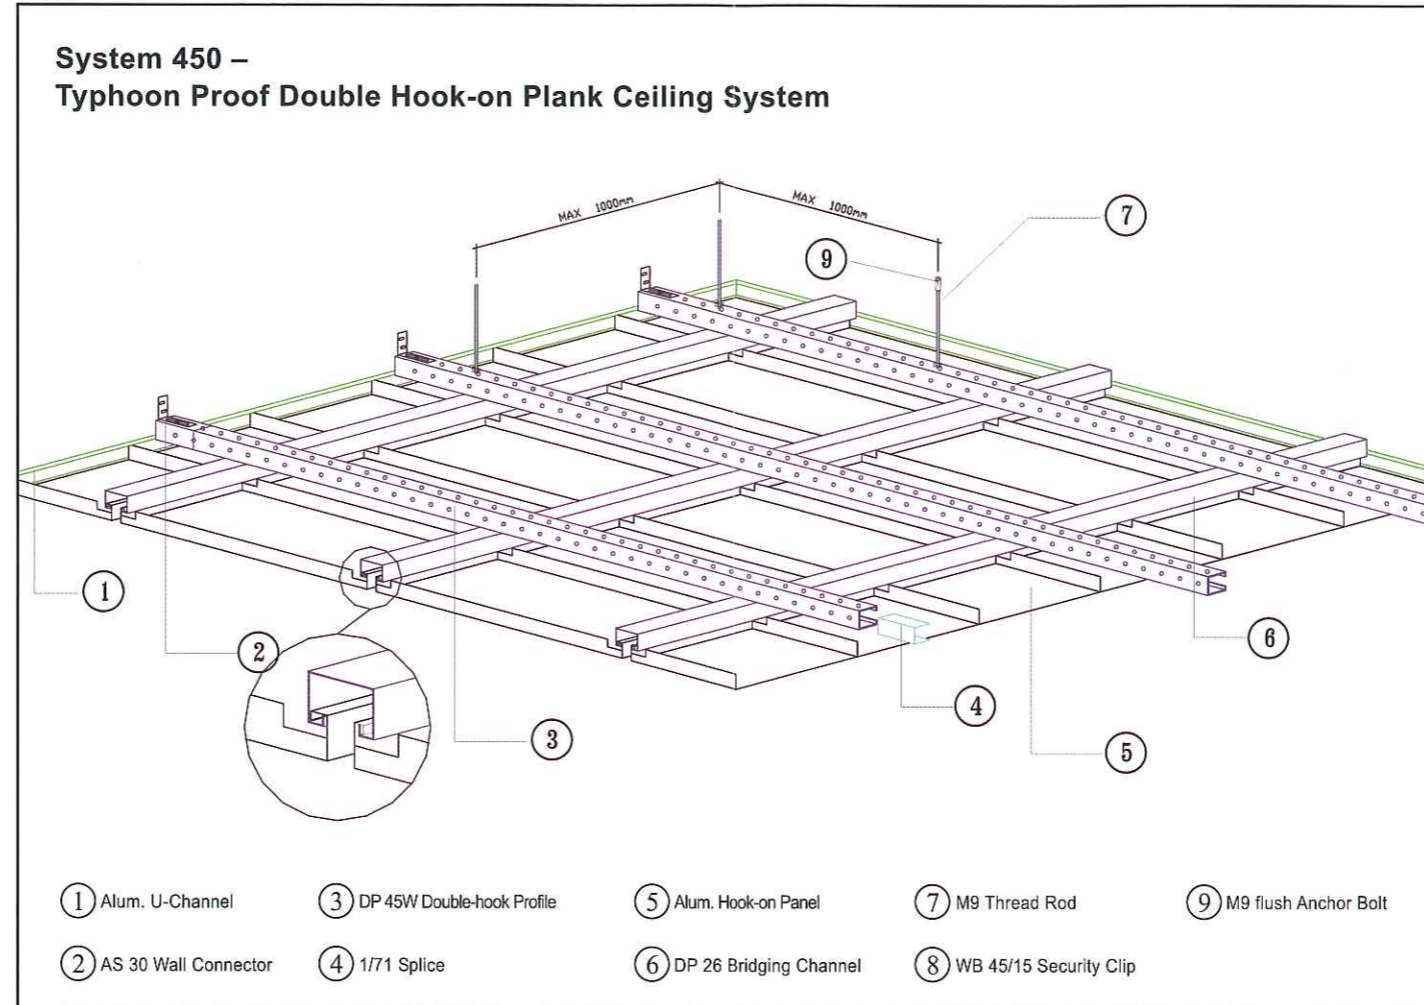 System 450 –
Typhoon Proof Double Hook-on Plank Ceiling System
MAX 1000mm
MAX 1000mm
7
9
1
2
3
4
5
6
1 Alum. U-Channel
3 DP 45W Double-hook Profile
5 Alum. Hook-on Panel
7 M9 Thread Rod
9 M9 flush Anchor Bolt
2 AS 30 Wall Connector
4 1/71 Splice
6 DP 26 Bridging Channel
8 WB 45/15 Security Clip